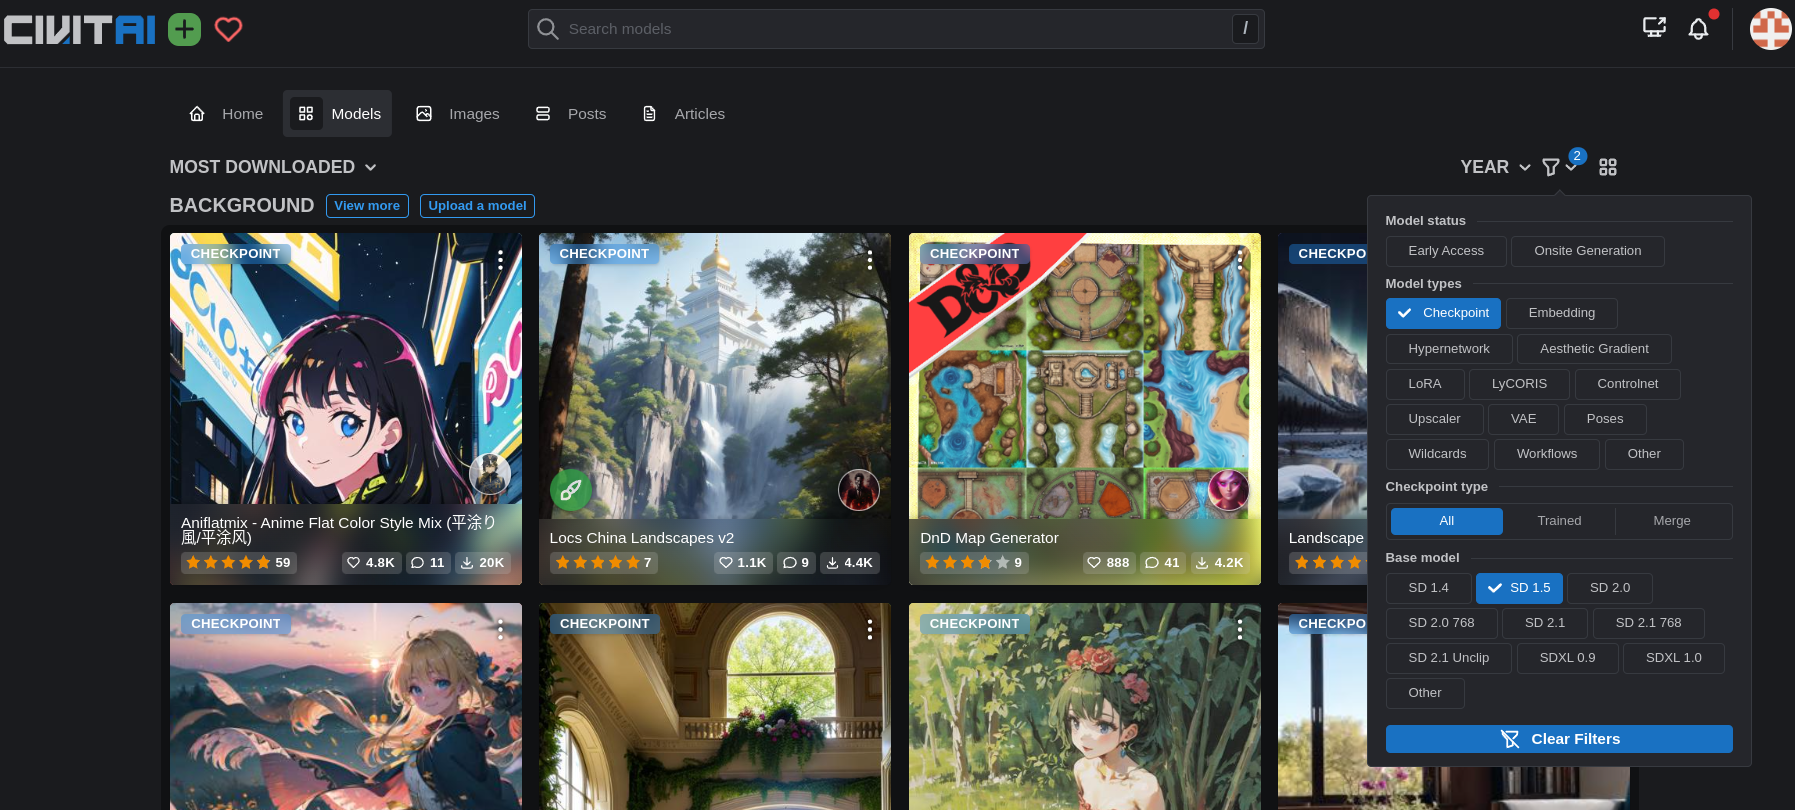 CIVITAI
Search models
/
Home
Models
Images
Posts
Articles
MOST DOWNLOADED
YEAR
2
BACKGROUND
View more
Upload a model
CHECKPOINT
Aniflatmix - Anime Flat Color Style Mix (平涂り
風/平涂风)
59
4.8K
11
20K
CHECKPOINT
Locs China Landscapes v2
7
1.1K
9
4.4K
CHECKPOINT
DnD Map Generator
9
888
41
4.2K
CHECKPO
Landscape
CHECKPOINT
CHECKPOINT
CHECKPOINT
CHECKPO
Model status
Early Access
Onsite Generation
Model types
Checkpoint
Embedding
Hypernetwork
Aesthetic Gradient
LoRA
LyCORIS
Controlnet
Upscaler
VAE
Poses
Wildcards
Workflows
Other
Checkpoint type
All
Trained
Merge
Base model
SD 1.4
SD 1.5
SD 2.0
SD 2.0 768
SD 2.1
SD 2.1 768
SD 2.1 Unclip
SDXL 0.9
SDXL 1.0
Other
Clear Filters